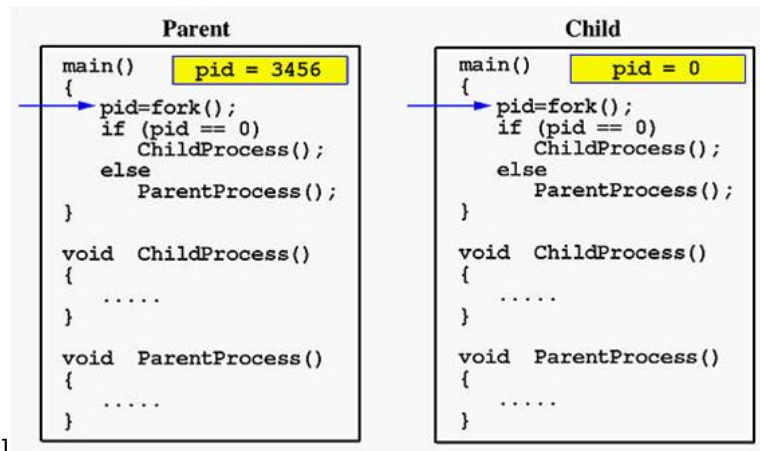 Parent
main()
pid = 3456
{
pid=fork();
if (pid == 0)
ChildProcess();
else
ParentProcess();
}
void ChildProcess()
{
.....
}
void ParentProcess()
{
.....
}
Child
main()
pid = 0
{
pid=fork();
if (pid == 0)
ChildProcess();
else
ParentProcess();
}
void ChildProcess()
{
.....
}
void ParentProcess()
{
.....
}